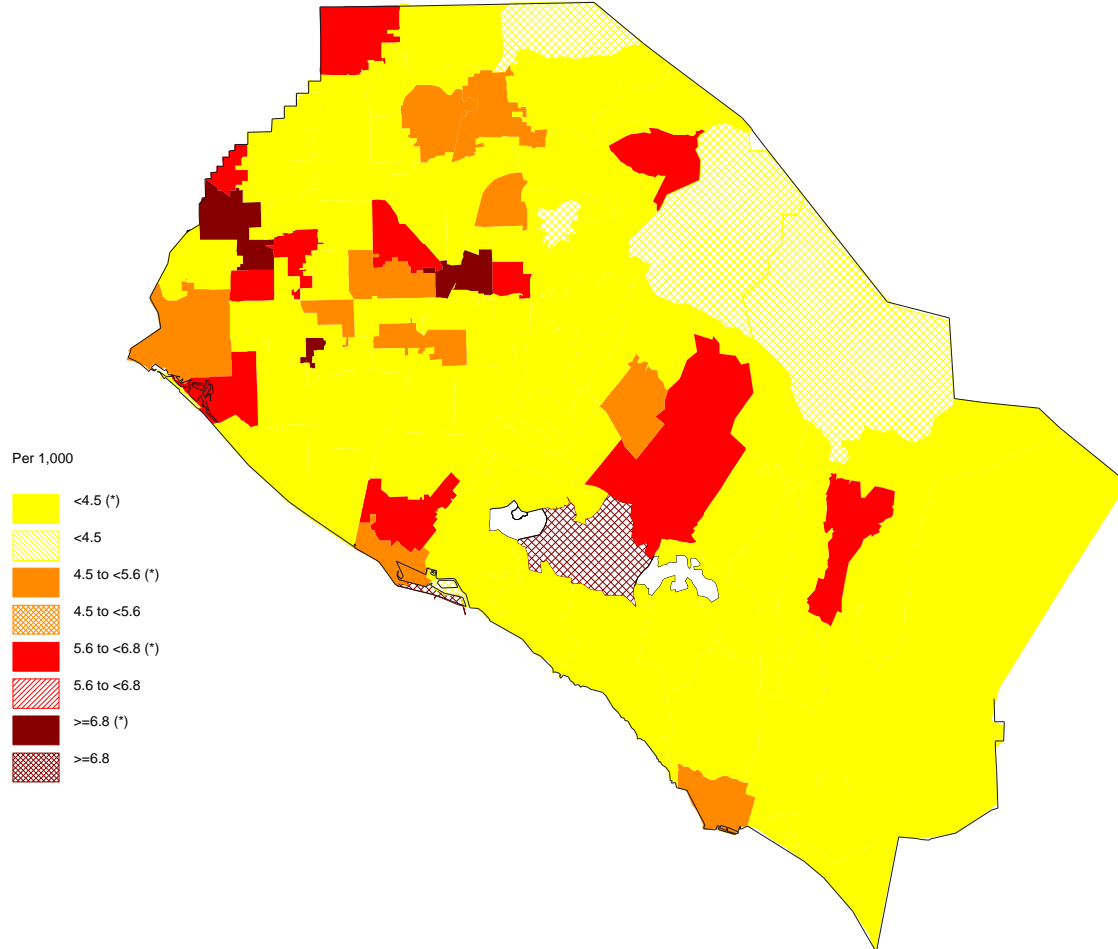 Per 1,000
<4.5 (*)
<4.5
4.5 to <5.6 (*)
4.5 to <5.6
5.6 to <6.8 (*)
5.6 to <6.8
>=6.8 (*)
>=6.8